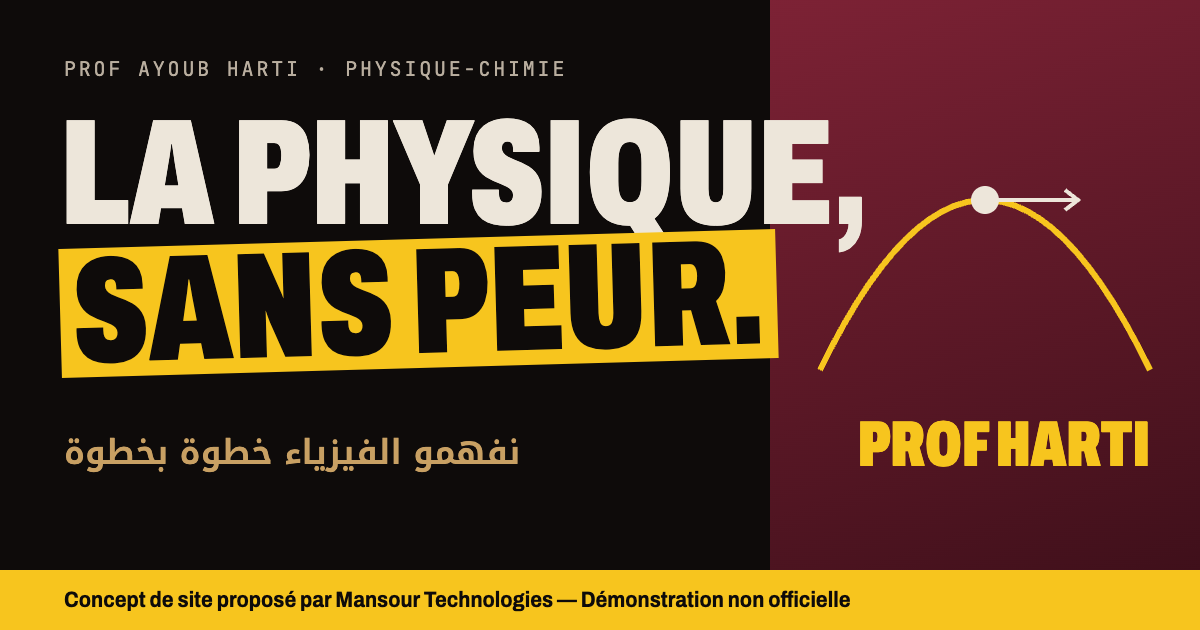 PROF AYOUB HARTI · PHYSIQUE-CHIMIE
LA PHYSIQUE,
SANS PEUR.
نفهمو الفيزياء خطوة بخطوة
PROF HARTI
Concept de site proposé par Mansour Technologies — Démonstration non officielle